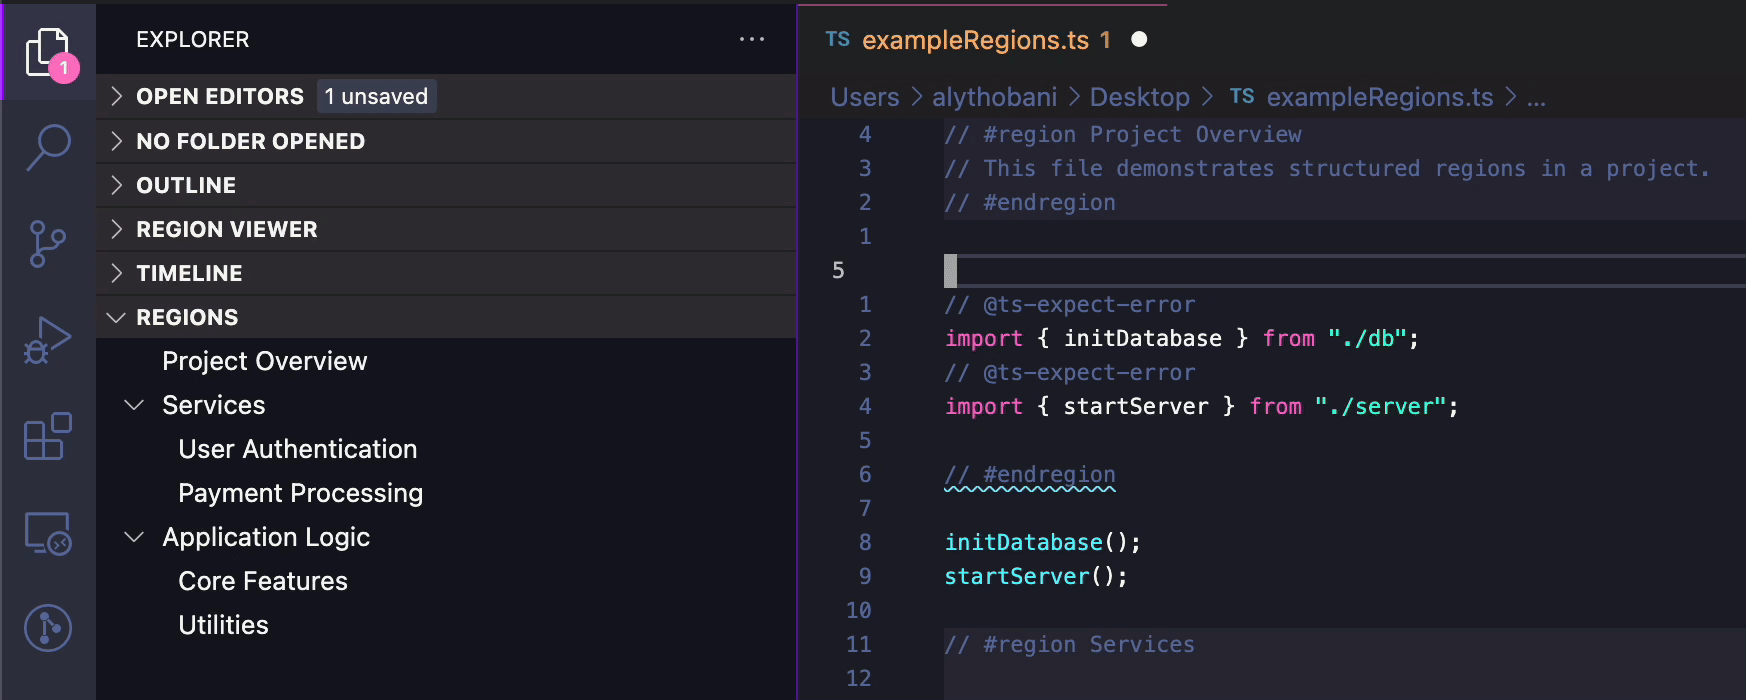 1
EXPLORER
OPEN EDITORS 1 unsaved
NO FOLDER OPENED
OUTLINE
REGION VIEWER
TIMELINE
REGIONS
Project Overview
Services
User Authentication
Payment Processing
Application Logic
Core Features
Utilities
TS exampleRegions.ts 1
Users > alythobani > Desktop > TS exampleRegions.ts > ...
4 // #region Project Overview
3 // This file demonstrates structured regions in a project.
2 // #endregion
1
5
1 // @ts-expect-error
2 import { initDatabase } from "./db";
3 // @ts-expect-error
4 import { startServer } from "./server";
5
6 // #endregion
7
8 initDatabase();
9 startServer();
10
11 // #region Services
12